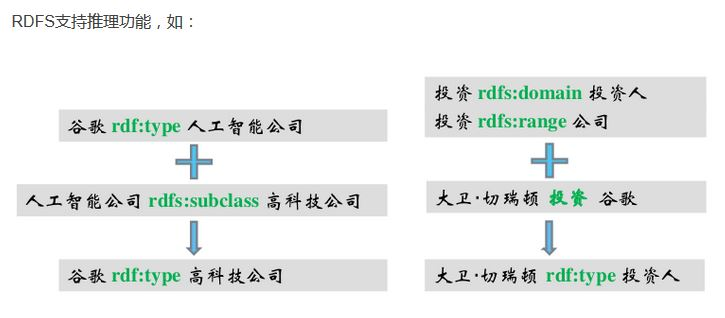 RDFS支持推理功能，如：
谷歌 rdf:type 人工智能公司
人工智能公司 rdfs:subclass 高科技公司
谷歌 rdf:type 高科技公司
投资 rdfs:domain 投资人
投资 rdfs:range 公司
大卫·切瑞顿 投资 谷歌
大卫·切瑞顿 rdf:type 投资人